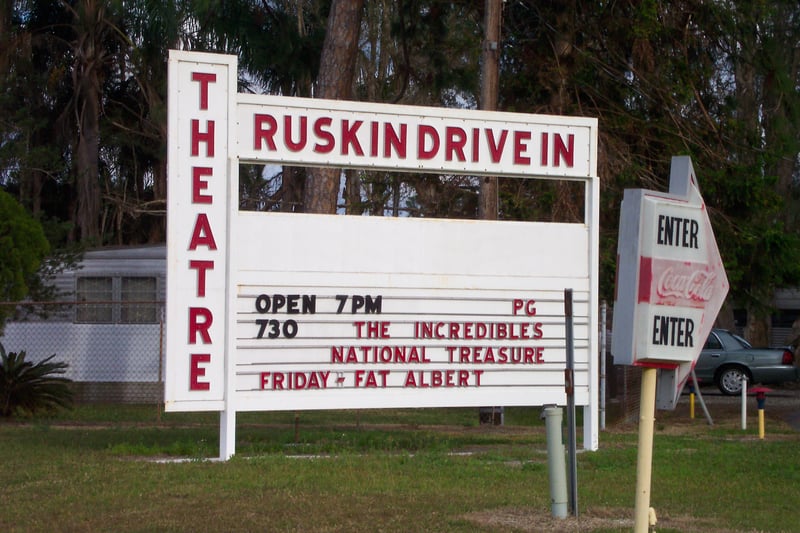 THEATRE
RUSKIN DRIVE IN
OPEN 7PM PG
730 THE INCREDIBLES
NATIONAL TREASURE
FRIDAY - FAT ALBERT
ENTER
Coca-Cola
ENTER